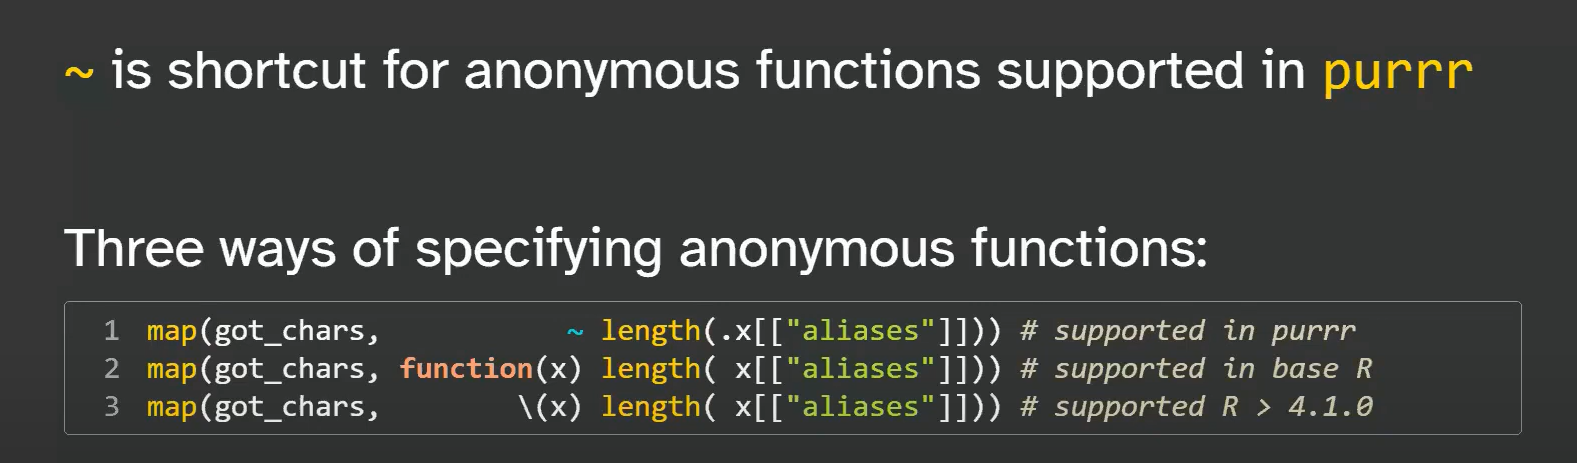 ~ is shortcut for anonymous functions supported in purrr
Three ways of specifying anonymous functions:
1 map(got_chars,           ~ length(.x[["aliases"]])) # supported in purrr
2 map(got_chars, function(x) length( x[["aliases"]])) # supported in base R
3 map(got_chars,        \(x) length( x[["aliases"]])) # supported R > 4.1.0